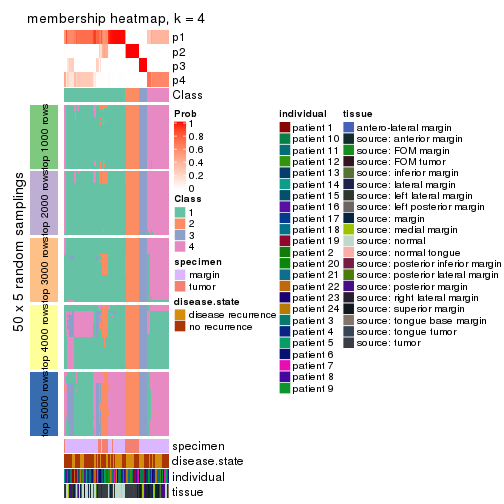 membership heatmap, k = 4
p1
p2
p3
p4
Class
50 x 5 random samplings
top 1000 rows
top 2000 rows
top 3000 rows
top 4000 rows
top 5000 rows
specimen
disease.state
individual
tissue
Prob
1
0.8
0.6
0.4
0.2
0
Class
1
2
3
4
specimen
margin
tumor
disease.state
disease recurrence
no recurrence
individual
patient 1
patient 10
patient 11
patient 12
patient 13
patient 14
patient 15
patient 16
patient 17
patient 18
patient 19
patient 2
patient 20
patient 21
patient 22
patient 23
patient 24
patient 3
patient 4
patient 5
patient 6
patient 7
patient 8
patient 9
tissue
antero-lateral margin
source: anterior margin
source: FOM margin
source: FOM tumor
source: inferior margin
source: lateral margin
source: left lateral margin
source: left posterior margin
source: margin
source: medial margin
source: normal
source: normal tongue
source: posterior inferior margin
source: posterior lateral margin
source: posterior margin
source: right lateral margin
source: superior margin
source: tongue base margin
source: tongue tumor
source: tumor